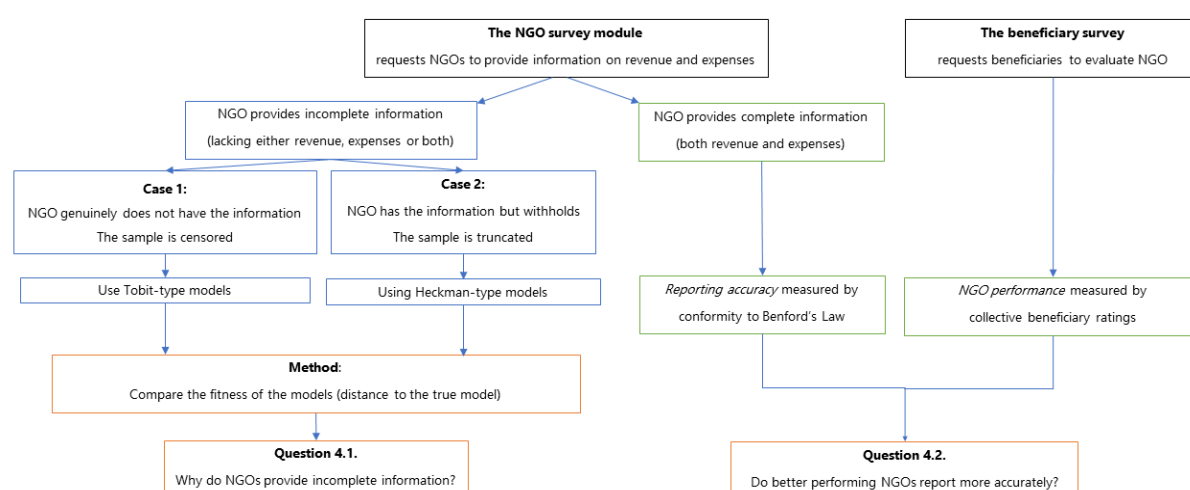 The NGO survey module
requests NGOs to provide information on revenue and expenses
The beneficiary survey
requests beneficiaries to evaluate NGO
NGO provides incomplete information
(lacking either revenue, expenses or both)
NGO provides complete information
(both revenue and expenses)
Case 1:
NGO genuinely does not have the information
The sample is censored
Case 2:
NGO has the information but withholds
The sample is truncated
Use Tobit-type models
Using Heckman-type models
Reporting accuracy measured by
conformity to Benford's Law
NGO performance measured by
collective beneficiary ratings
Method:
Compare the fitness of the models (distance to the true model)
Question 4.1.
Why do NGOs provide incomplete information?
Question 4.2.
Do better performing NGOs report more accurately?